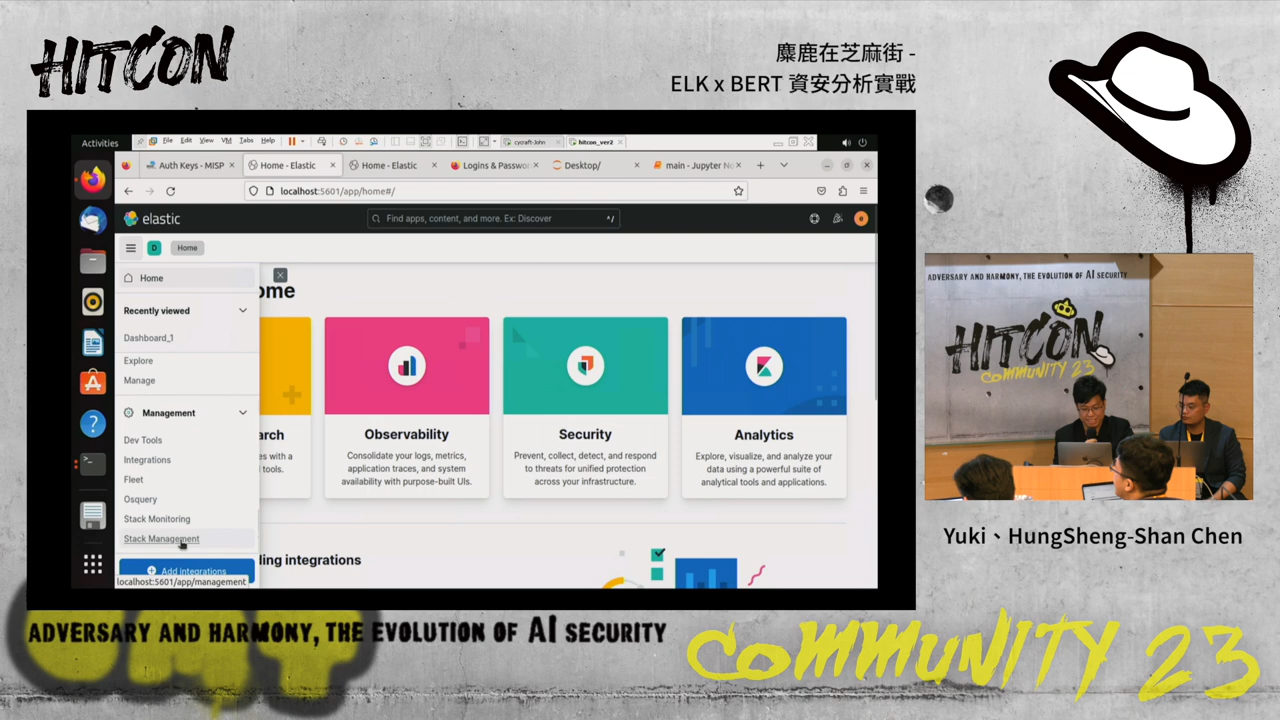 HITCON
麋鹿在芝麻街 -
ELK x BERT 資安分析實戰
Activities
File Edit View VM Tabs Help
cycraft-John
hitcon_ver2
Auth Keys - MISP
Home - Elastic
Home - Elastic
Logins & Passwor
Desktop/
main - Jupyter No
localhost:5601/app/home#/
elastic
Find apps, content, and more. Ex: Discover
^/
D
Home
Home
ome
Recently viewed
Dashboard_1
Explore
Manage
Management
Dev Tools
Integrations
Fleet
Osquery
Stack Monitoring
Stack Management
Add integrations
localhost:5601/app/management
arch
es with a
l tools.
Observability
Consolidate your logs, metrics,
application traces, and system
availability with purpose-built UIs.
Security
Prevent, collect, detect, and respond
to threats for unified protection
across your infrastructure.
Analytics
Explore, visualize, and analyze your
data using a powerful suite of
analytical tools and applications.
ding integrations
ADVERSARY AND HARMONY, THE EVOLUTION OF AI SECURITY
HITCON
COMMUNITY 23
Yuki、HungSheng-Shan Chen
ADVERSARY AND HARMONY, THE EVOLUTION OF AI SECURITY
COMMUNITY 23